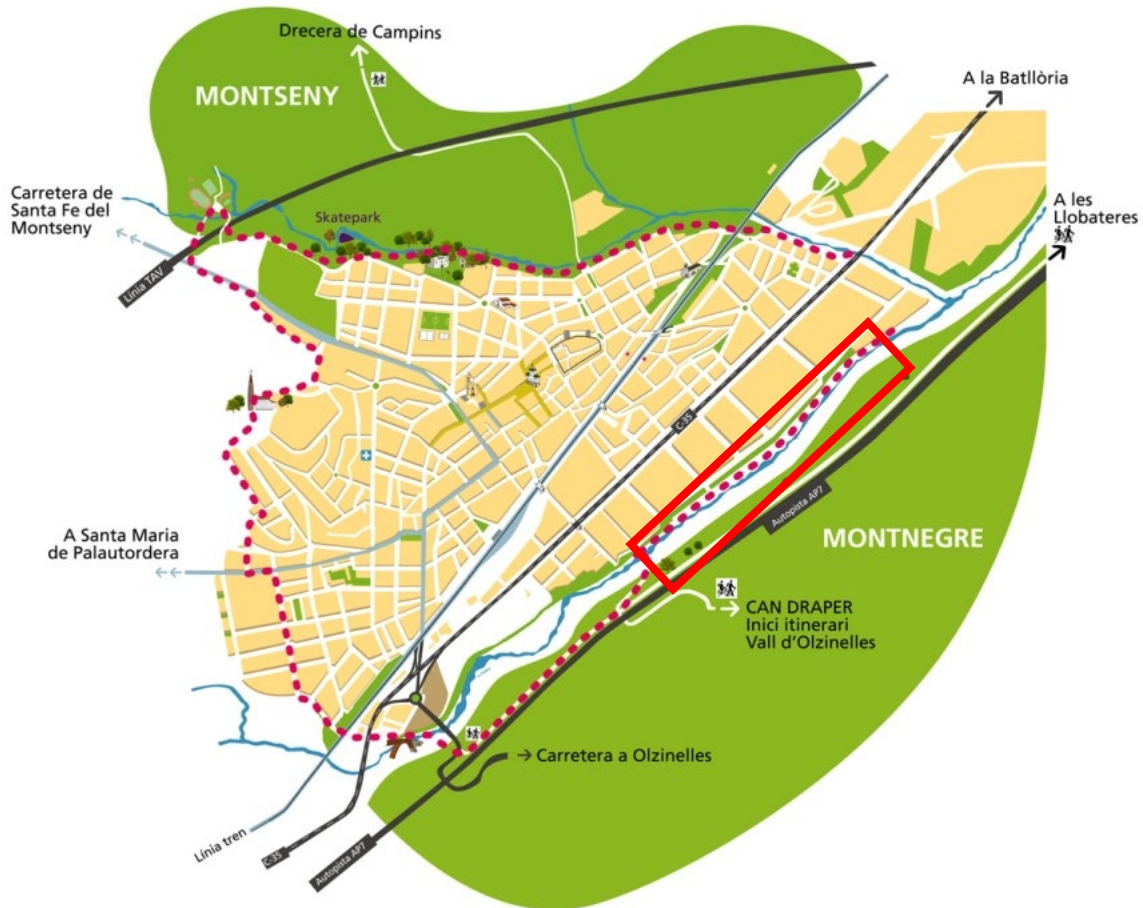 Drecera de Campins
MONTSENY
A la Batllòria
Carretera de
Santa Fe del
Montseny
Skatepark
A les
Llobateres
Línia TAV
C-35
Autopista AP7
MONTNEGRE
A Santa Maria
de Palautordera
CAN DRAPER
Inici itinerari
Vall d'Olzinelles
Carretera a Olzinelles
Línia tren
C-35
Autopista AP7